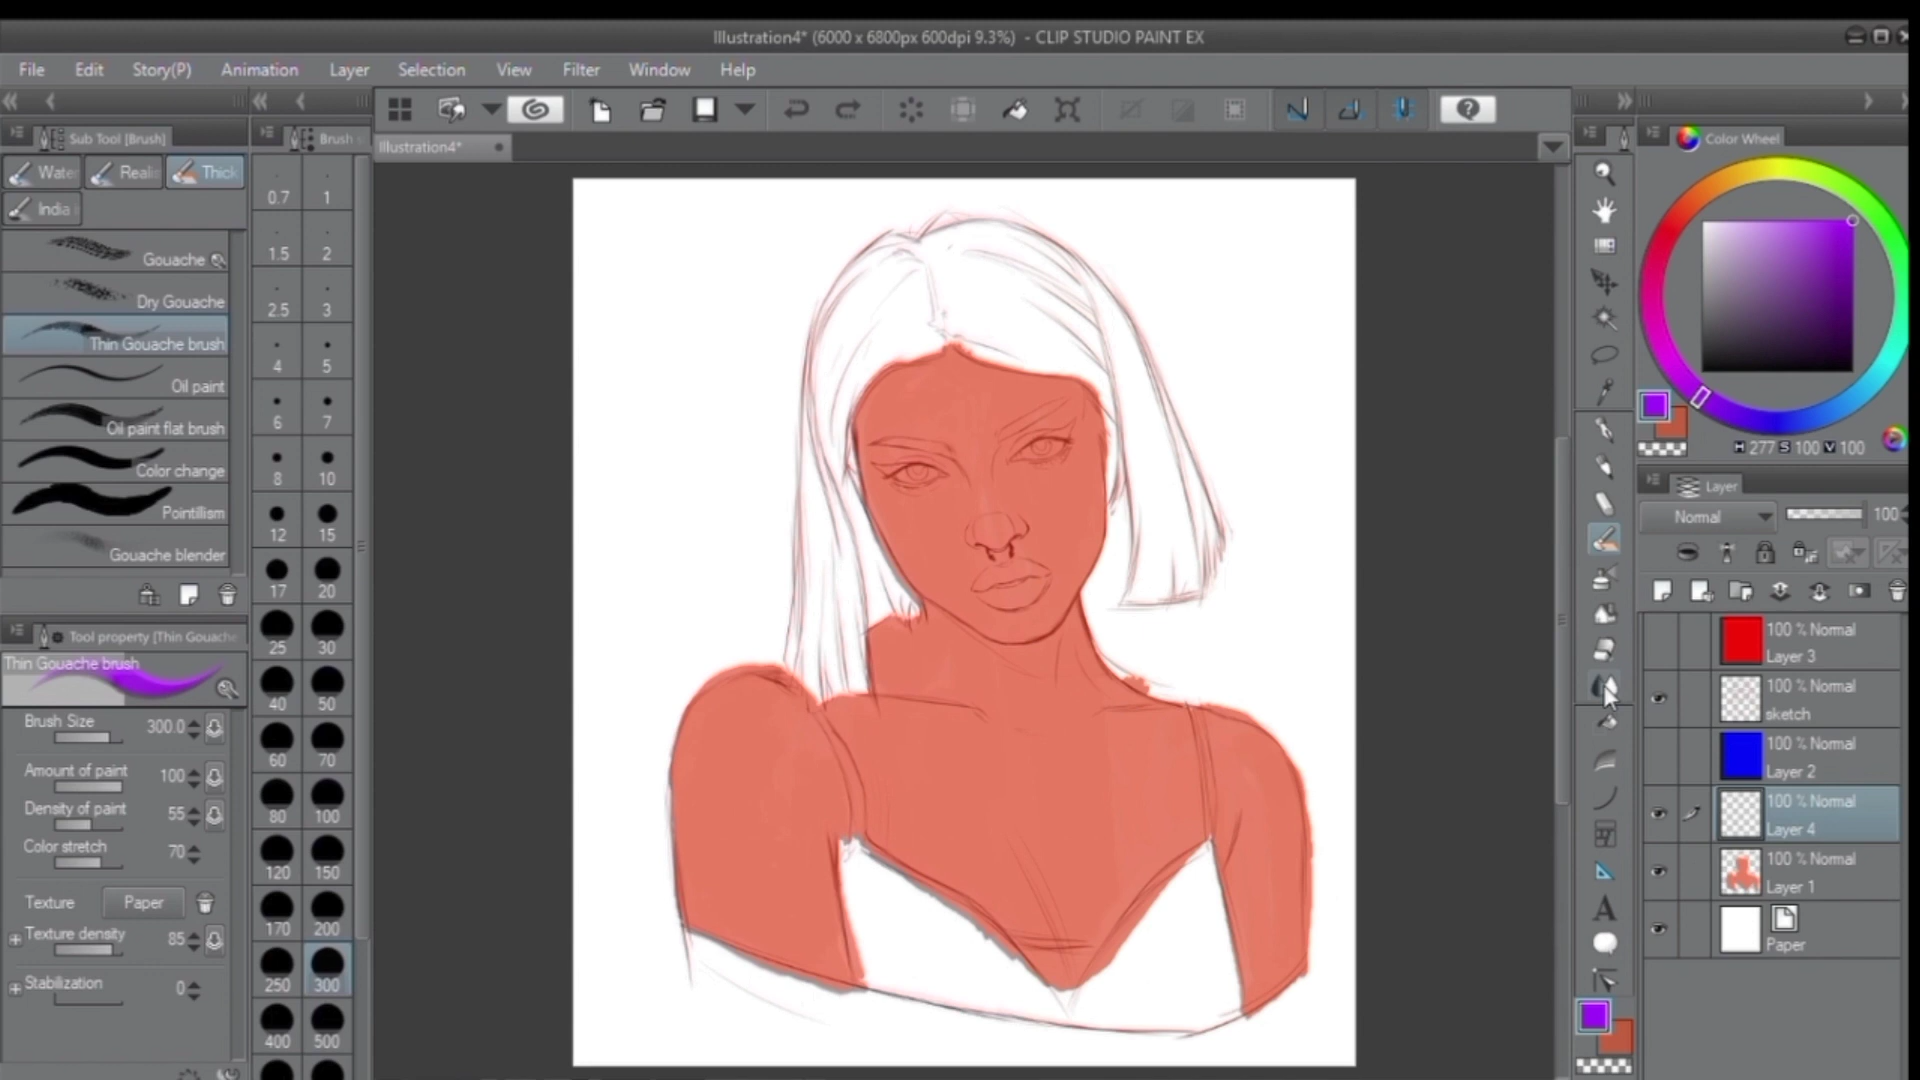 Illustration4* (6000 x 6800px 600dpi 9.3%) - CLIP STUDIO PAINT EX
File Edit Story(P) Animation Layer Selection View Filter Window Help
Sub Tool [Brush]
Brush
Illustration4*
Color Wheel
Water
Realis
Thick
India
Gouache
Dry Gouache
Thin Gouache brush
Oil paint
Oil paint flat brush
Color change
Pointillism
Gouache blender
0.7 1
1.5 2
2.5 3
4 5
6 7
8 10
12 15
17 20
25 30
40 50
60 70
80 100
120 150
170 200
250 300
400 500
Tool property [Thin Gouache
Thin Gouache brush
Brush Size 300.0
Amount of paint 100
Density of paint 55
Color stretch 70
Texture Paper
Texture density 85
Stabilization 0
H 277 S 100 V 100
Layer
Normal 100
100 % Normal
Layer 3
100 % Normal
sketch
100 % Normal
Layer 2
100 % Normal
Layer 4
100 % Normal
Layer 1
Paper
A